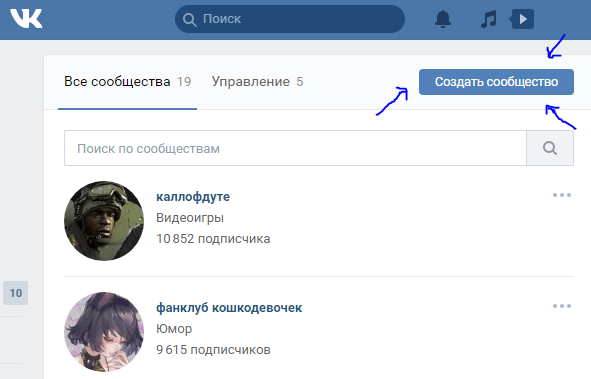 Поиск
Все сообщества 19 Управление 5 Создать сообщество
Поиск по сообществам
каллофдуте
Видеоигры
10 852 подписчика
10
фанклуб кошкодевочек
Юмор
9 615 подписчиков